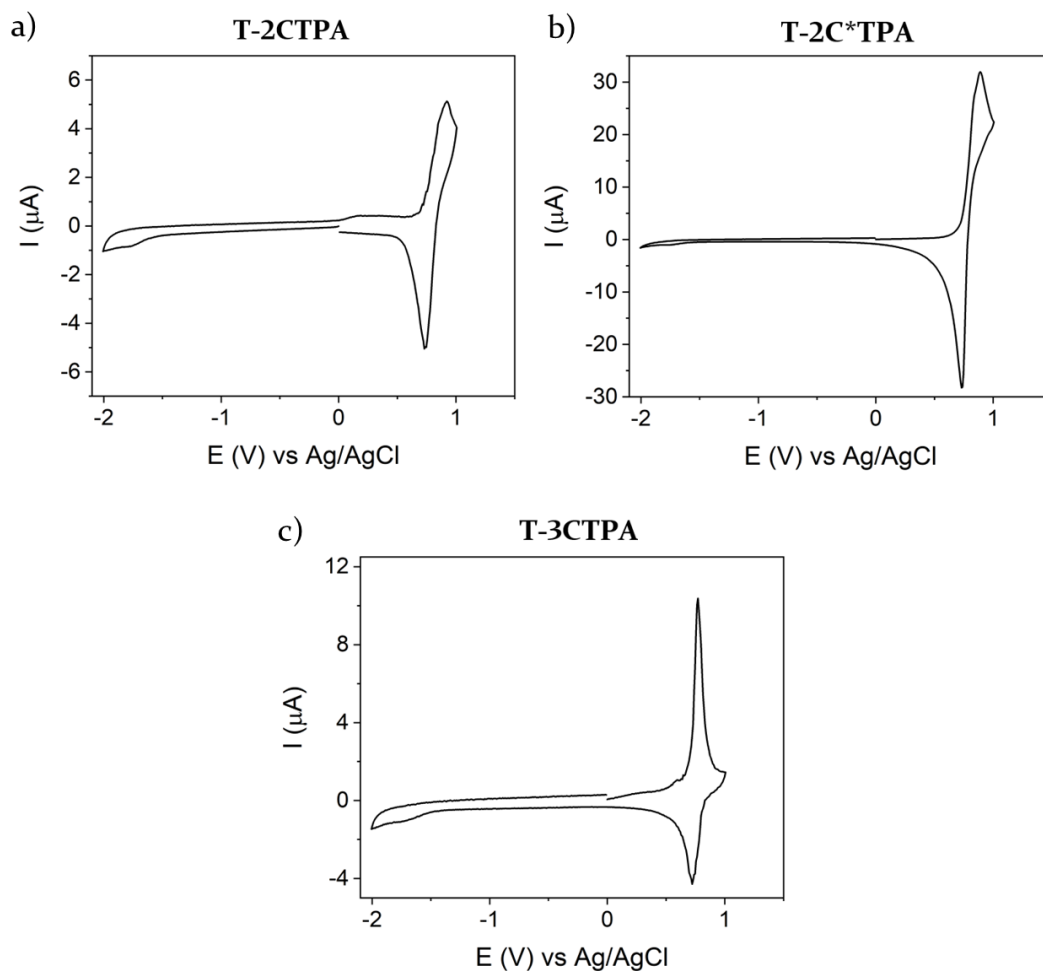 a)
T-2CTPA
6
4
2
0
-2
-4
-6
I (μA)
-2
-1
0
1
E (V) vs Ag/AgCl
b)
T-2C*TPA
30
20
10
0
-10
-20
-30
I (μA)
-2
-1
0
1
E (V) vs Ag/AgCl
c)
T-3CTPA
12
8
4
0
-4
I (μA)
-2
-1
0
1
E (V) vs Ag/AgCl